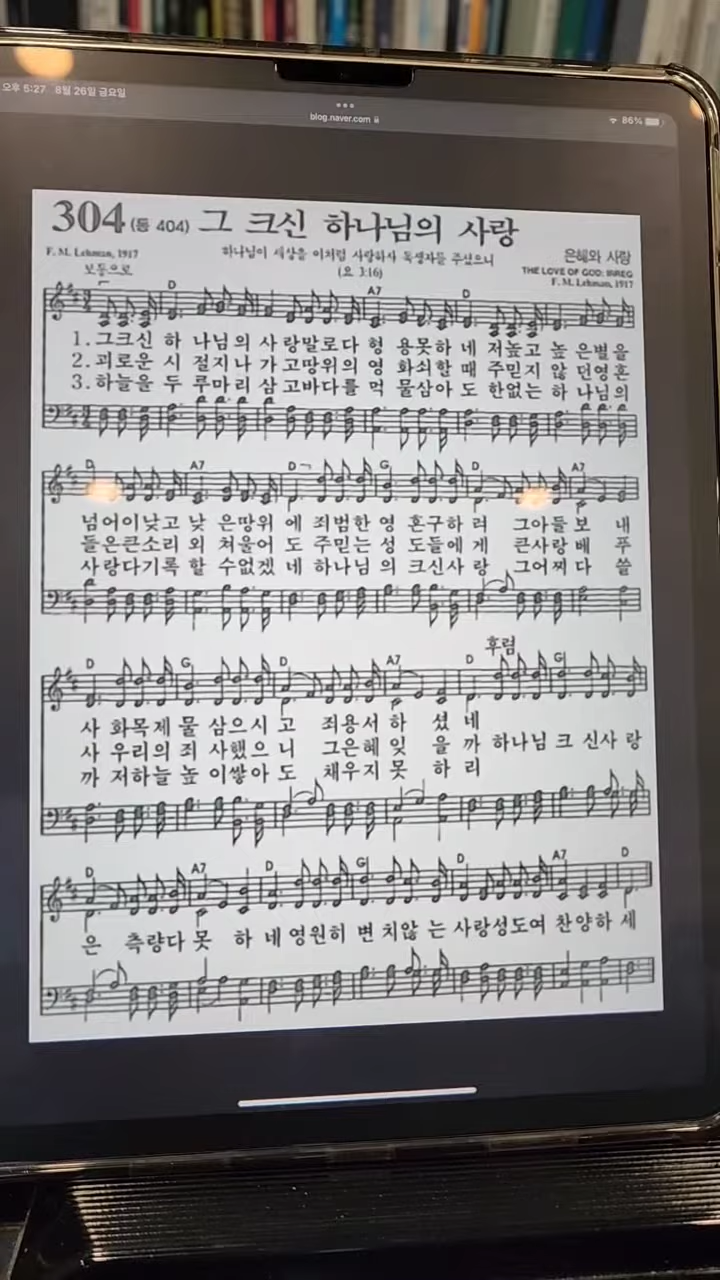 오후 5:27 8월 26일 금요일
blog.naver.com
86%
304 (통 404) 그 크신 하나님의 사랑
F. M. Lehman, 1917
하나님이 세상을 이처럼 사랑하사 독생자를 주셨으니
은혜와 사랑
보통으로
(요 3:16)
THE LOVE OF GOD: IRREG
F. M. Lehman, 1917
D A7 D
1. 그크신 하 나님의 사 랑말로다 형 용못하 네 저높고 높 은별을
2. 괴로운 시 절지나 가 고땅위의 영 화쇠할 때 주믿지 않 던영혼
3. 하늘을 두 루마리 삼 고바다를 먹 물삼아 도 한없는 하 나님의
D A7 D G D A7
넘어이낮고 낮 은땅위 에 죄범한 영 혼구하 려 그아들 보 내
들은큰소리 외 쳐울어 도 주믿는 성 도들에 게 큰사랑 베 푸
사랑다기록 할 수없겠 네 하나님 의 크신사 랑 그어찌 다 쓸
후렴
D G D A7 D G
사 화목제 물 삼으시 고 죄용서 하 셨 네
사 우리의 죄 사했으 니 그은혜 잊 을 까 하나님 크 신사 랑
까 저하늘 높 이쌓아 도 채우지 못 하 리
D A7 D G D A7 D
은 측량다 못 하 네 영원히 변 치않 는 사랑성도여 찬양하 세